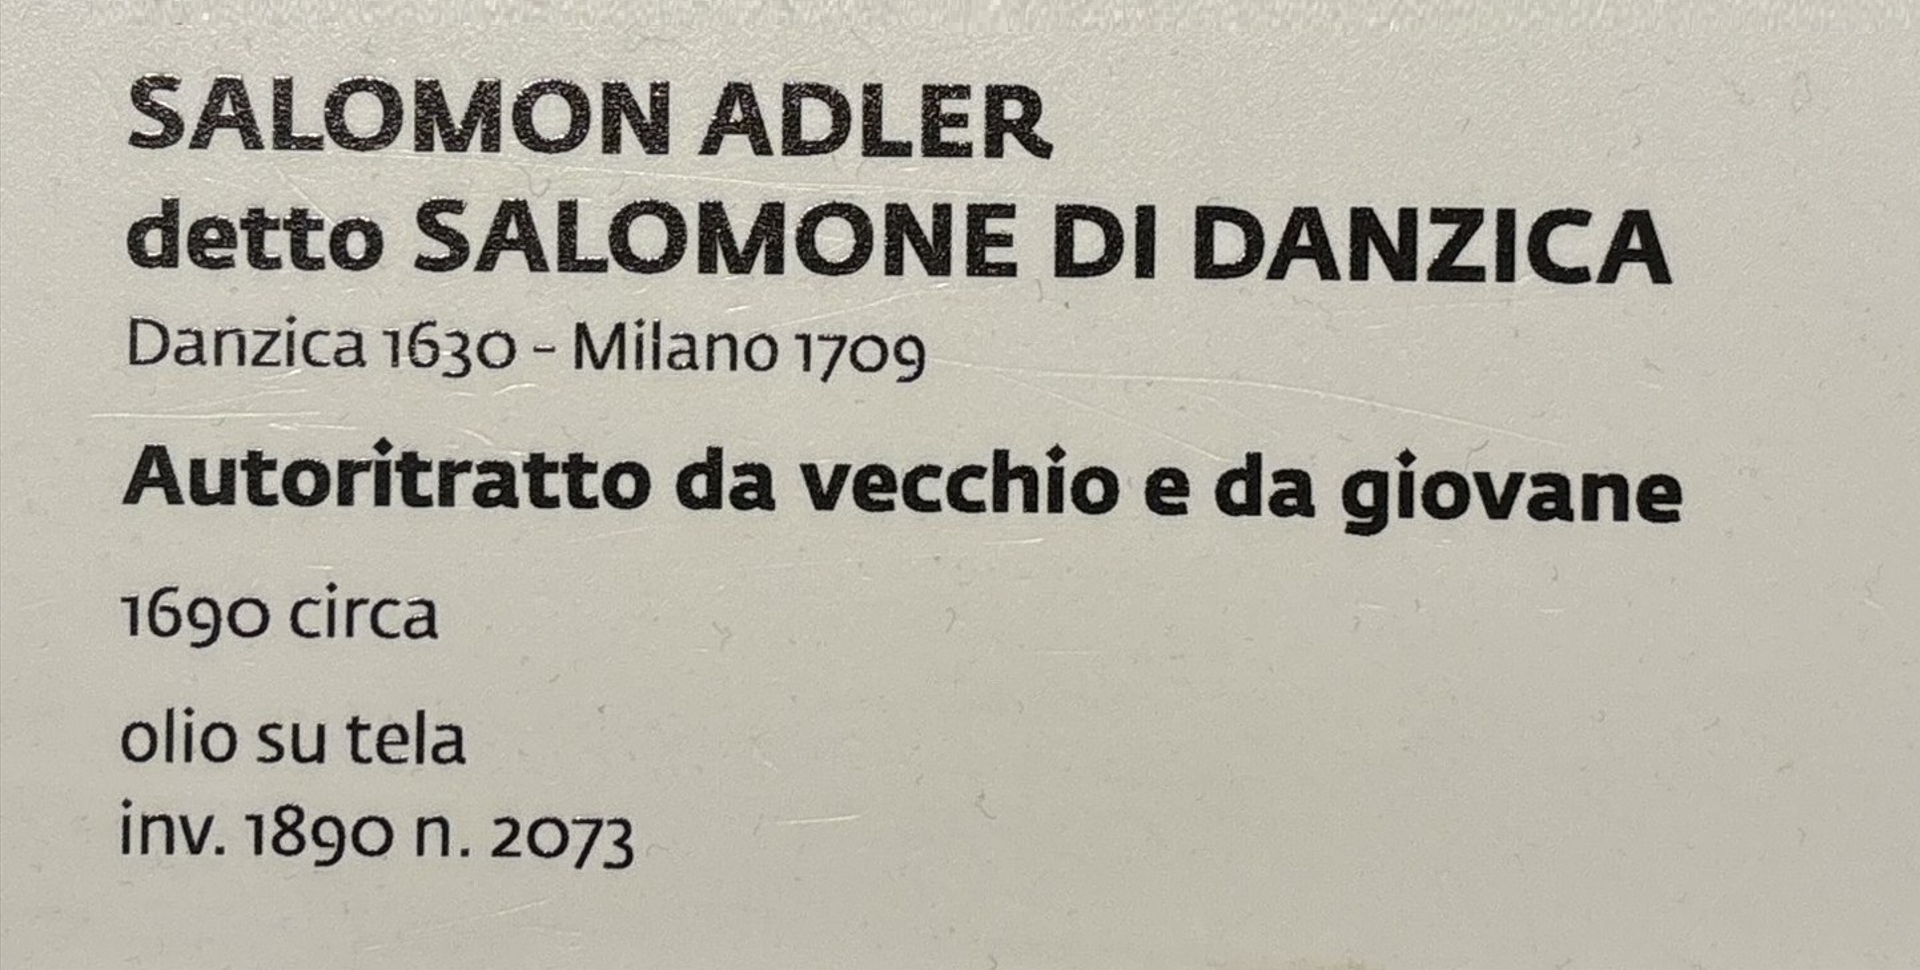 SALOMON ADLER
detto SALOMONE DI DANZICA
Danzica 1630 - Milano 1709
Autoritratto da vecchio e da giovane
1690 circa
olio su tela
inv. 1890 n. 2073